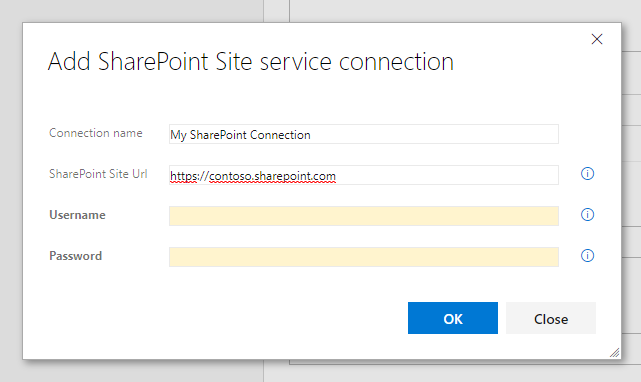 Add SharePoint Site service connection
Connection name My SharePoint Connection
SharePoint Site Url https://contoso.sharepoint.com
Username
Password
OK Close